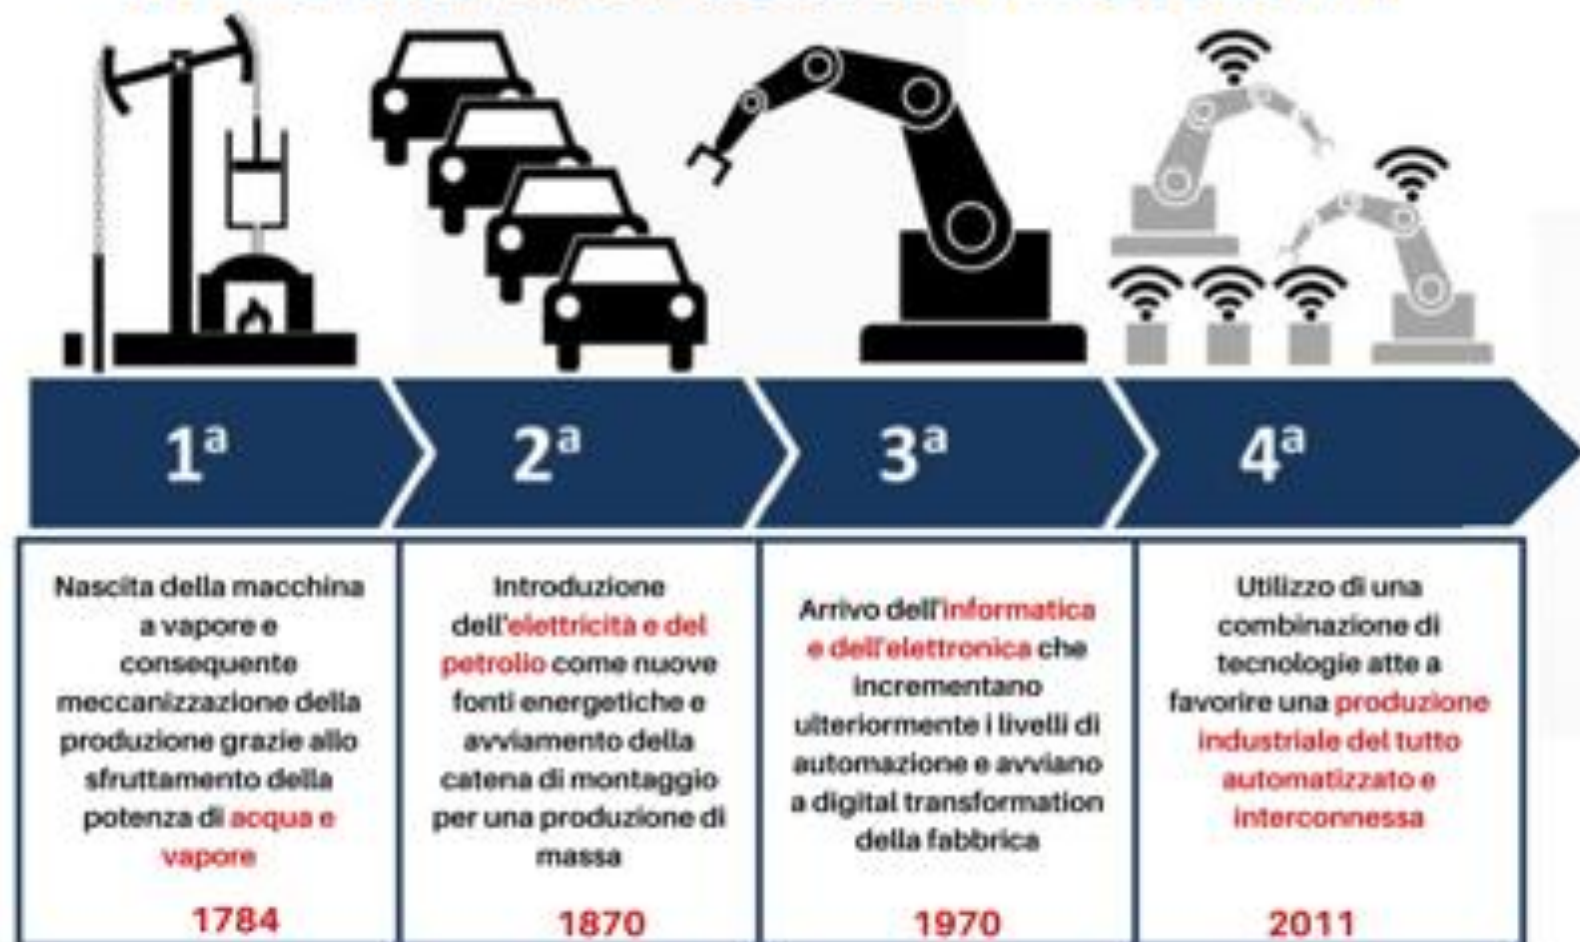 1ª
2ª
3ª
4ª
Nascita della macchina
a vapore e
consequente
meccanizzazione della
produzione grazie allo
sfruttamento della
potenza di acqua e
vapore
1784
Introduzione
dell'elettricità e del
petrolio come nuove
fonti energetiche e
avviamento della
catena di montaggio
per una produzione di
massa
1870
Arrivo dell'informatica
e dell'elettronica che
incrementano
ulteriormente i livelli di
automazione e avviano
a digital transformation
della fabbrica
1970
Utilizzo di una
combinazione di
tecnologie atte a
favorire una produzione
industriale del tutto
automatizzato e
interconnessa
2011